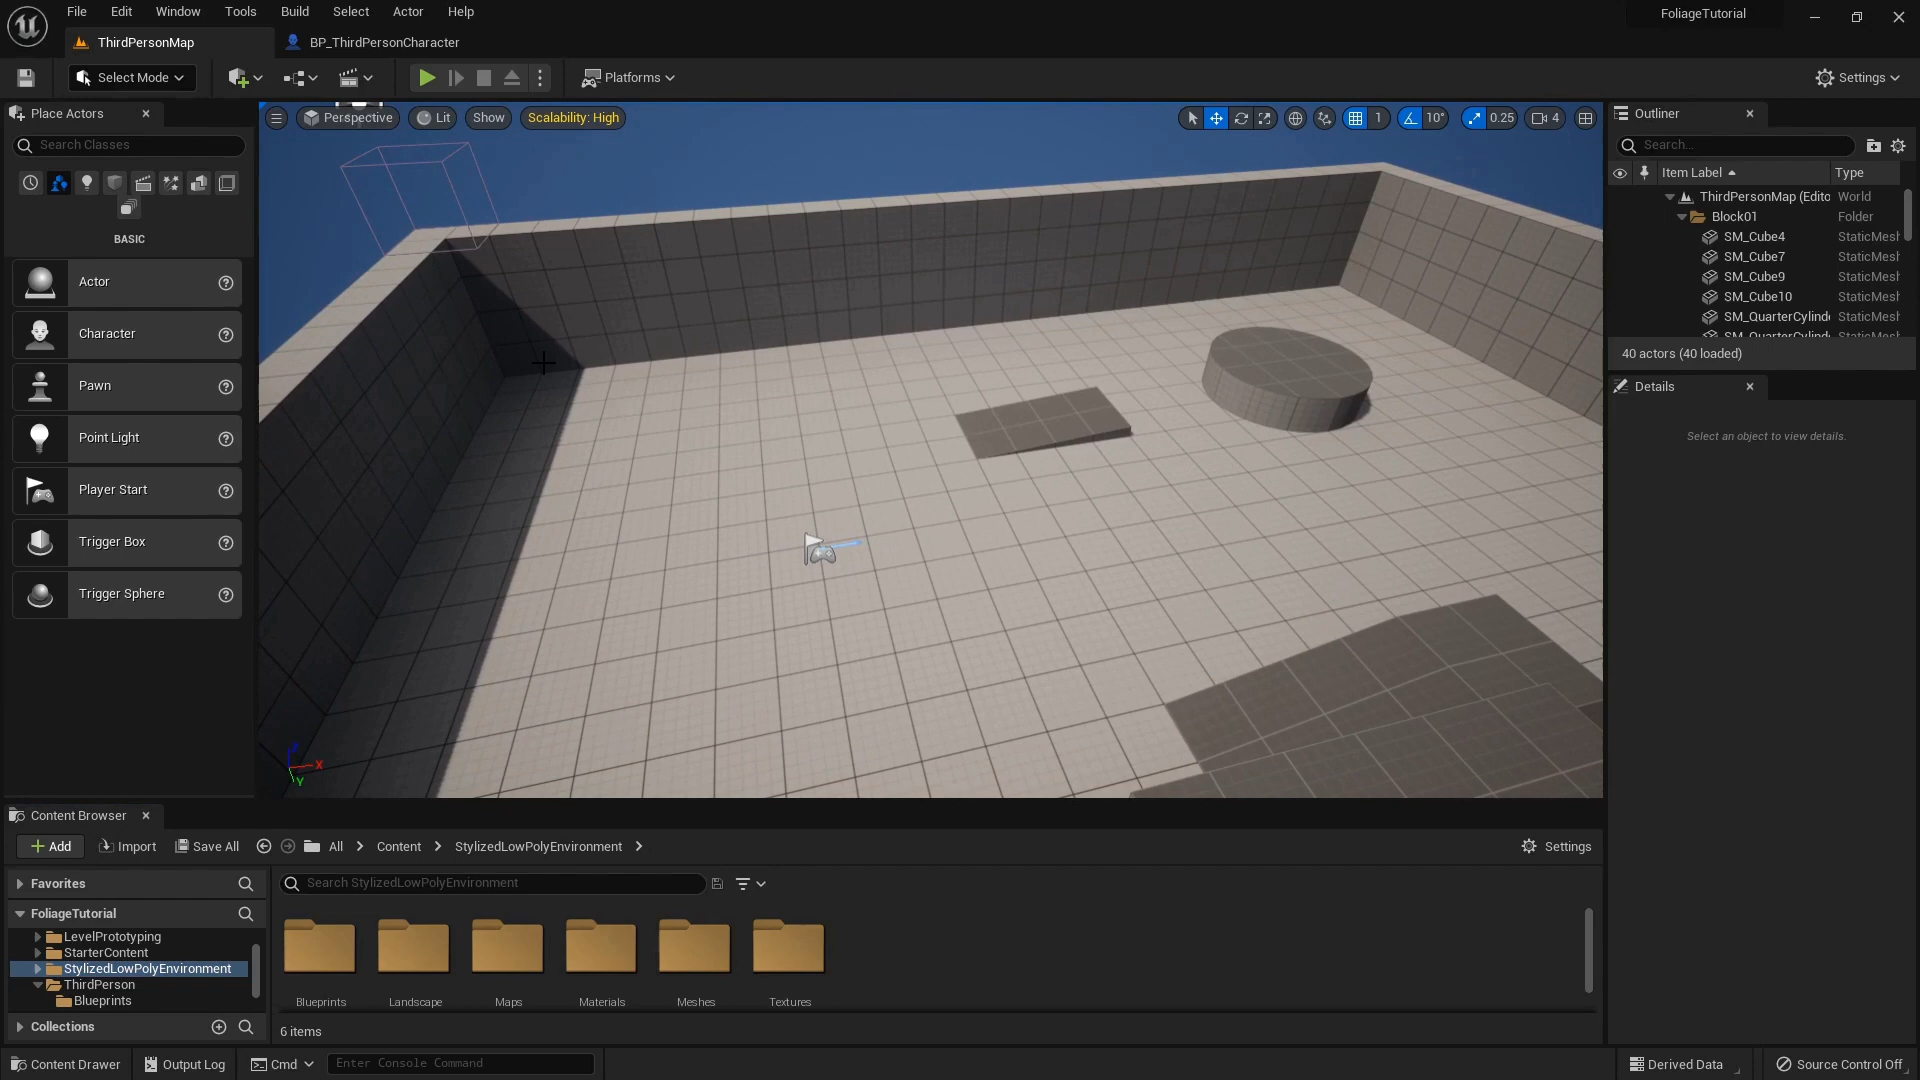 File Edit Window Tools Build Select Actor Help
FoliageTutorial
ThirdPersonMap
BP_ThirdPersonCharacter
Select Mode
Platforms
Settings
Place Actors
Search Classes
BASIC
Actor
Character
Pawn
Point Light
Player Start
Trigger Box
Trigger Sphere
Perspective
Lit
Show
Scalability: High
1
10°
0.25
4
X
Y
Outliner
Search...
Item Label
Type
ThirdPersonMap (Edito World
Block01 Folder
SM_Cube4 StaticMesh
SM_Cube7 StaticMesh
SM_Cube9 StaticMesh
SM_Cube10 StaticMesh
SM_QuarterCylinde StaticMesh
SM_QuarterCylinde StaticMesh
40 actors (40 loaded)
Details
Select an object to view details.
Content Browser
Add
Import
Save All
All
Content
StylizedLowPolyEnvironment
Settings
Favorites
FoliageTutorial
LevelPrototyping
StarterContent
StylizedLowPolyEnvironment
ThirdPerson
Blueprints
Collections
Search StylizedLowPolyEnvironment
Blueprints
Landscape
Maps
Materials
Meshes
Textures
6 items
Content Drawer
Output Log
Cmd
Enter Console Command
Derived Data
Source Control Off